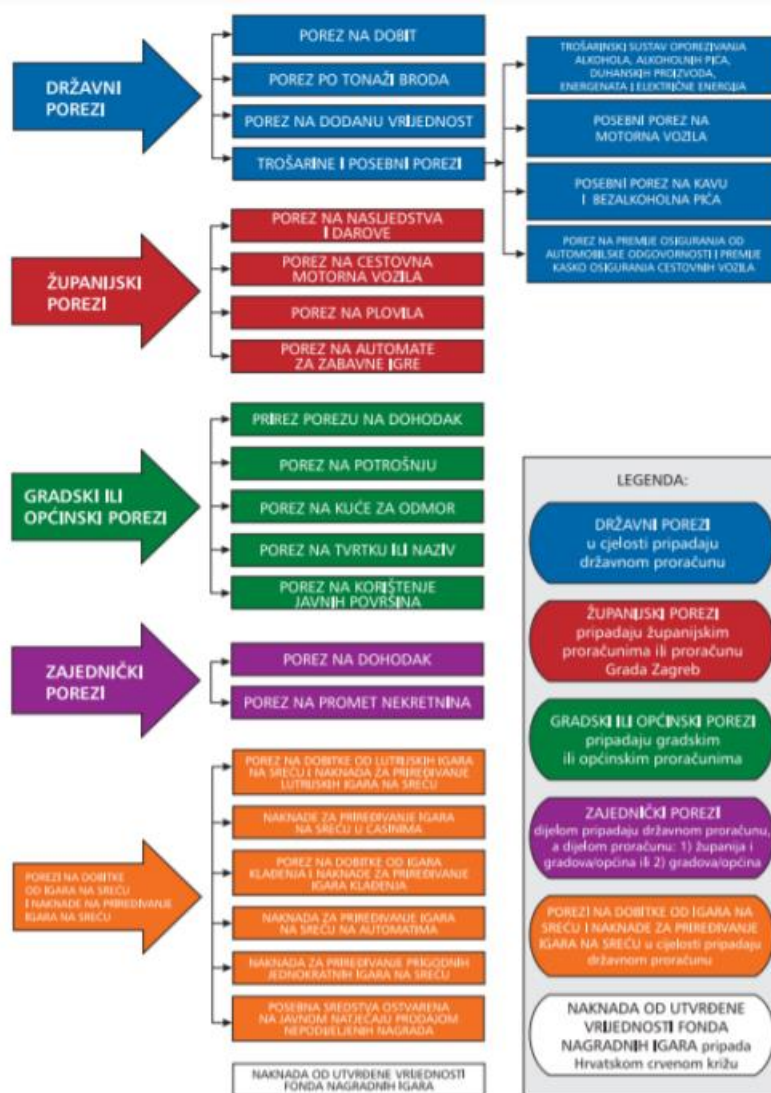 DRŽAVNI
POREZI
POREZ NA DOBIT
POREZ PO TONAŽI BRODA
POREZ NA DODANU VRIJEDNOST
TROŠARINE I POSEBNI POREZI
TROŠARINSKI SUSTAV OPOREZIVANJA
ALKOHOLA, ALKOHOLNIH PIĆA,
DUHANSKIH PROIZVODA,
ENERGENATA I ELEKTRIČNE ENERGIJA
POSEBNI POREZ NA
MOTORNA VOZILA
POSEBNI POREZ NA KAVU
I BEZALKOHOLNA PIĆA
POREZ NA PREMIJE OSIGURANJA OD
AUTOMOBILSKE ODGOVORNOSTI I PREMIJE
KASKO OSIGURANJA CESTOVNIH VOZILA
ŽUPANIJSKI
POREZI
POREZ NA NASLJEDSTVA
I DAROVE
POREZ NA CESTOVNA
MOTORNA VOZILA
POREZ NA PLOVILA
POREZ NA AUTOMATE
ZA ZABAVNE IGRE
GRADSKI ILI
OPĆINSKI POREZI
PRIREZ POREZU NA DOHODAK
POREZ NA POTROŠNJU
POREZ NA KUĆE ZA ODMOR
POREZ NA TVRTKU ILI NAZIV
POREZ NA KORIŠTENJE
JAVNIH POVRŠINA
ZAJEDNIČKI
POREZI
POREZ NA DOHODAK
POREZ NA PROMET NEKRETNINA
POREZI NA DOBITKE
OD IGARA NA SREĆU
I NAKNADE NA PRIREĐIVANJE
IGARA NA SREĆU
POREZ NA DOBITKE OD LUTRIJSKIH IGARA
NA SREĆU I NAKNADA ZA PRIREĐIVANJE
LUTRIJSKIH IGARA NA SREĆU
NAKNADE ZA PRIREĐIVANJE IGARA
NA SREĆU U CASINIMA
POREZ NA DOBITKE OD IGARA
KLAĐENJA I NAKNADE ZA PRIREĐIVANJE
IGARA KLAĐENJA
NAKNADA ZA PRIREĐIVANJE IGARA
NA SREĆU NA AUTOMATIMA
NAKNADA ZA PRIREĐIVANJE PRIGODNIH
JEDNOKRATNIH IGARA NA SREĆU
POSEBNA SREDSTVA OSTVARENA
NA JAVNOM NATJEČAJU PRODAJOM
NEPODIJELJENIH NAGRADA
NAKNADA OD UTVRĐENE VRIJEDNOSTI
FONDA NAGRADNIH IGARA
LEGENDA:
DRŽAVNI POREZI
u cjelosti pripadaju
državnom proračunu
ŽUPANIJSKI POREZI
pripadaju županijskim
proračunima ili proračunu
Grada Zagreb
GRADSKI ILI OPĆINSKI POREZI
pripadaju gradskim
ili općinskim proračunima
ZAJEDNIČKI POREZI
dijelom pripadaju državnom proračunu,
a dijelom proračunu: 1) županija i
gradova/općina ili 2) gradova/općina
POREZI NA DOBITKE OD IGARA NA
SREĆU I NAKNADE ZA PRIREĐIVANJE
IGARA NA SREĆU u cijelosti pripadaju
državnom proračunu
NAKNADA OD UTVRĐENE
VRIJEDNOSTI FONDA
NAGRADNIH IGARA pripada
Hrvatskom crvenom križu